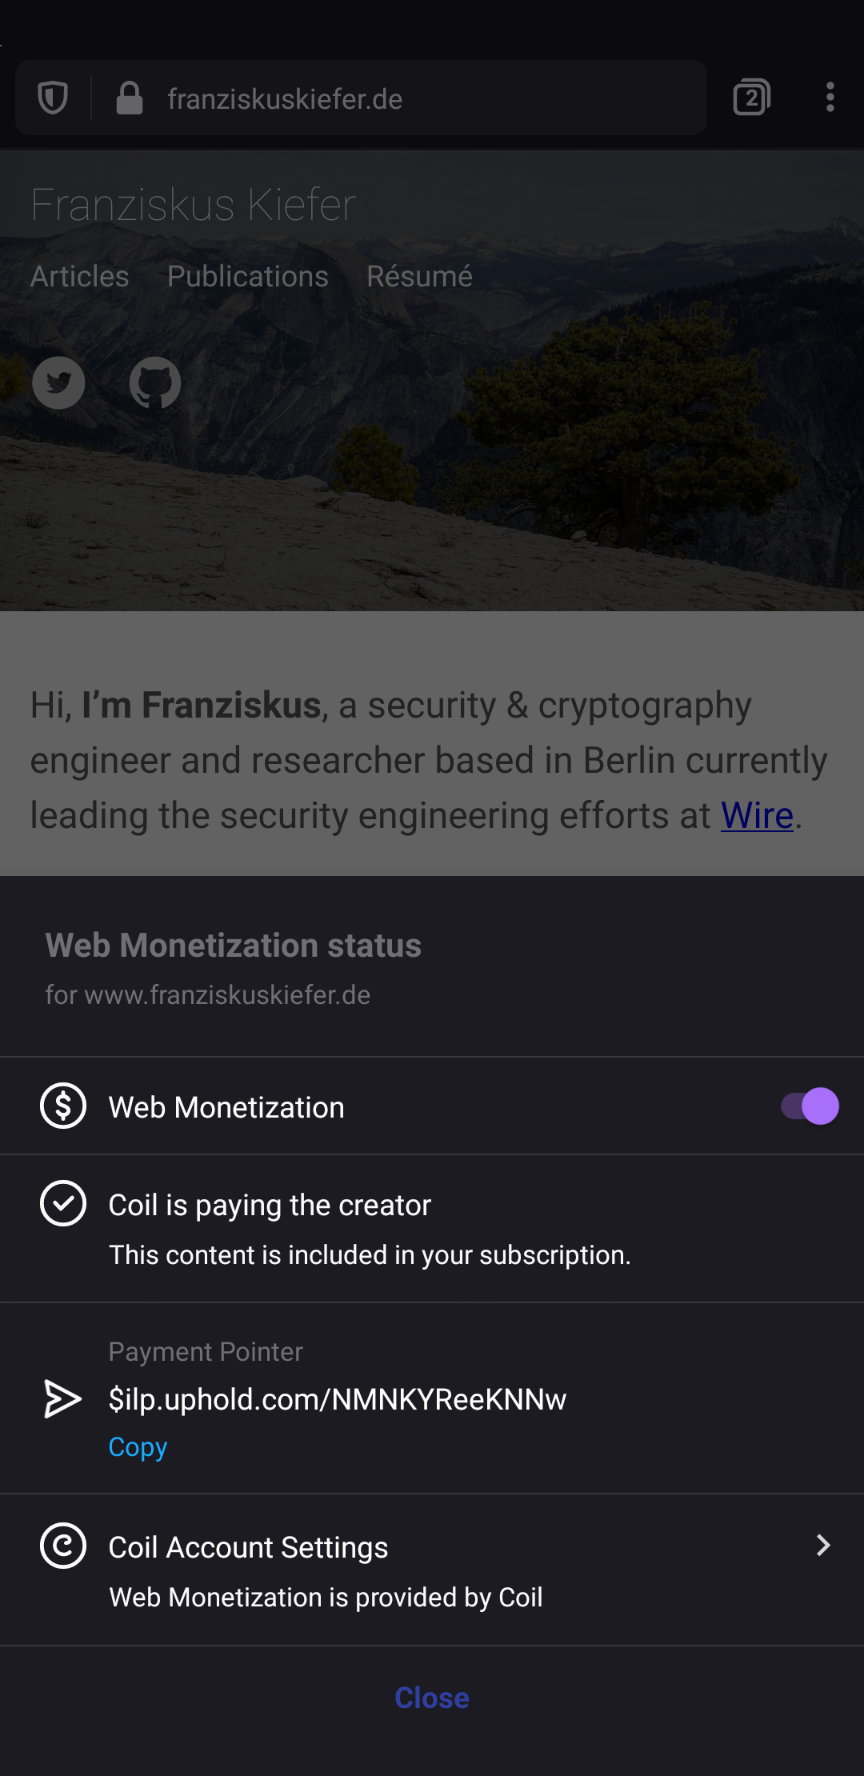 franziskuskiefer.de
2
Franziskus Kiefer
Articles Publications Résumé
Hi, I’m Franziskus, a security & cryptography
engineer and researcher based in Berlin currently
leading the security engineering efforts at Wire.
Web Monetization status
for www.franziskuskiefer.de
Web Monetization
Coil is paying the creator
This content is included in your subscription.
Payment Pointer
$ilp.uphold.com/NMNKYReeKNNw
Copy
Coil Account Settings
Web Monetization is provided by Coil
Close